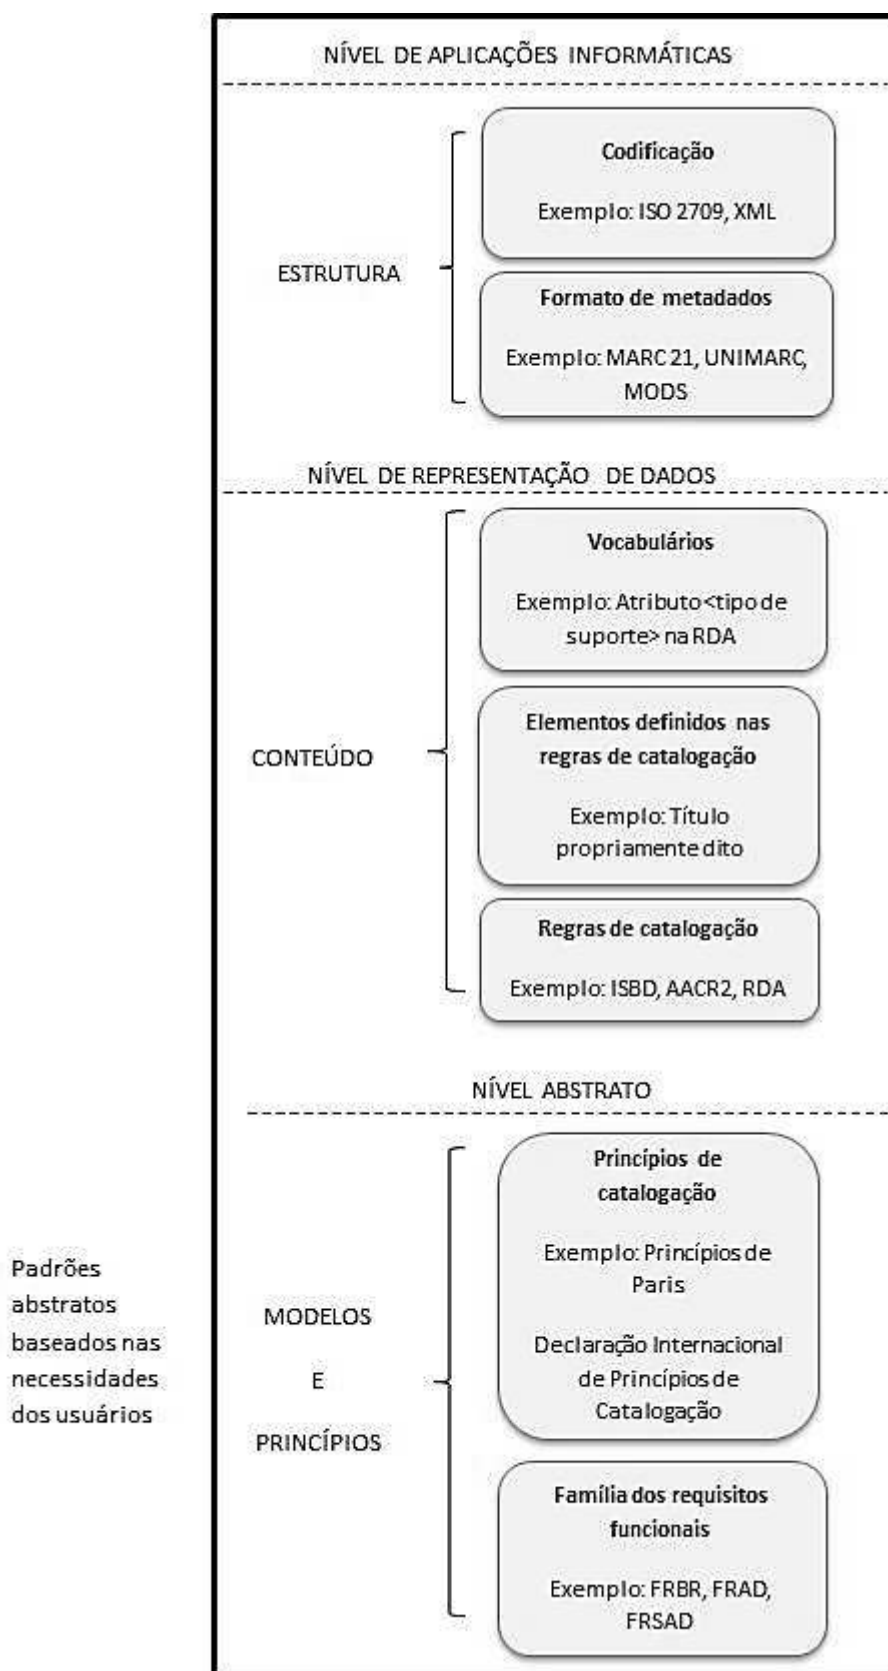 NÍVEL DE APLICAÇÕES INFORMÁTICAS
ESTRUTURA
Codificação
Exemplo: ISO 2709, XML
Formato de metadados
Exemplo: MARC 21, UNIMARC,
MODS
NÍVEL DE REPRESENTAÇÃO DE DADOS
CONTEÚDO
Vocabulários
Exemplo: Atributo <tipo de
suporte> na RDA
Elementos definidos nas
regras de catalogação
Exemplo: Título
propriamente dito
Regras de catalogação
Exemplo: ISBD, AACR2, RDA
NÍVEL ABSTRATO
Padrões
abstratos
baseados nas
necessidades
dos usuários
MODELOS
E
PRINCÍPIOS
Princípios de
catalogação
Exemplo: Princípios de
Paris
Declaração Internacional
de Princípios de
Catalogação
Família dos requisitos
funcionais
Exemplo: FRBR, FRAD,
FRSAD